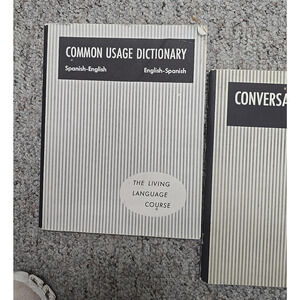 COMMON USAGE DICTIONARY
Spanish-English English-Spanish
THE LIVING
LANGUAGE
COURSE
CONVERSA